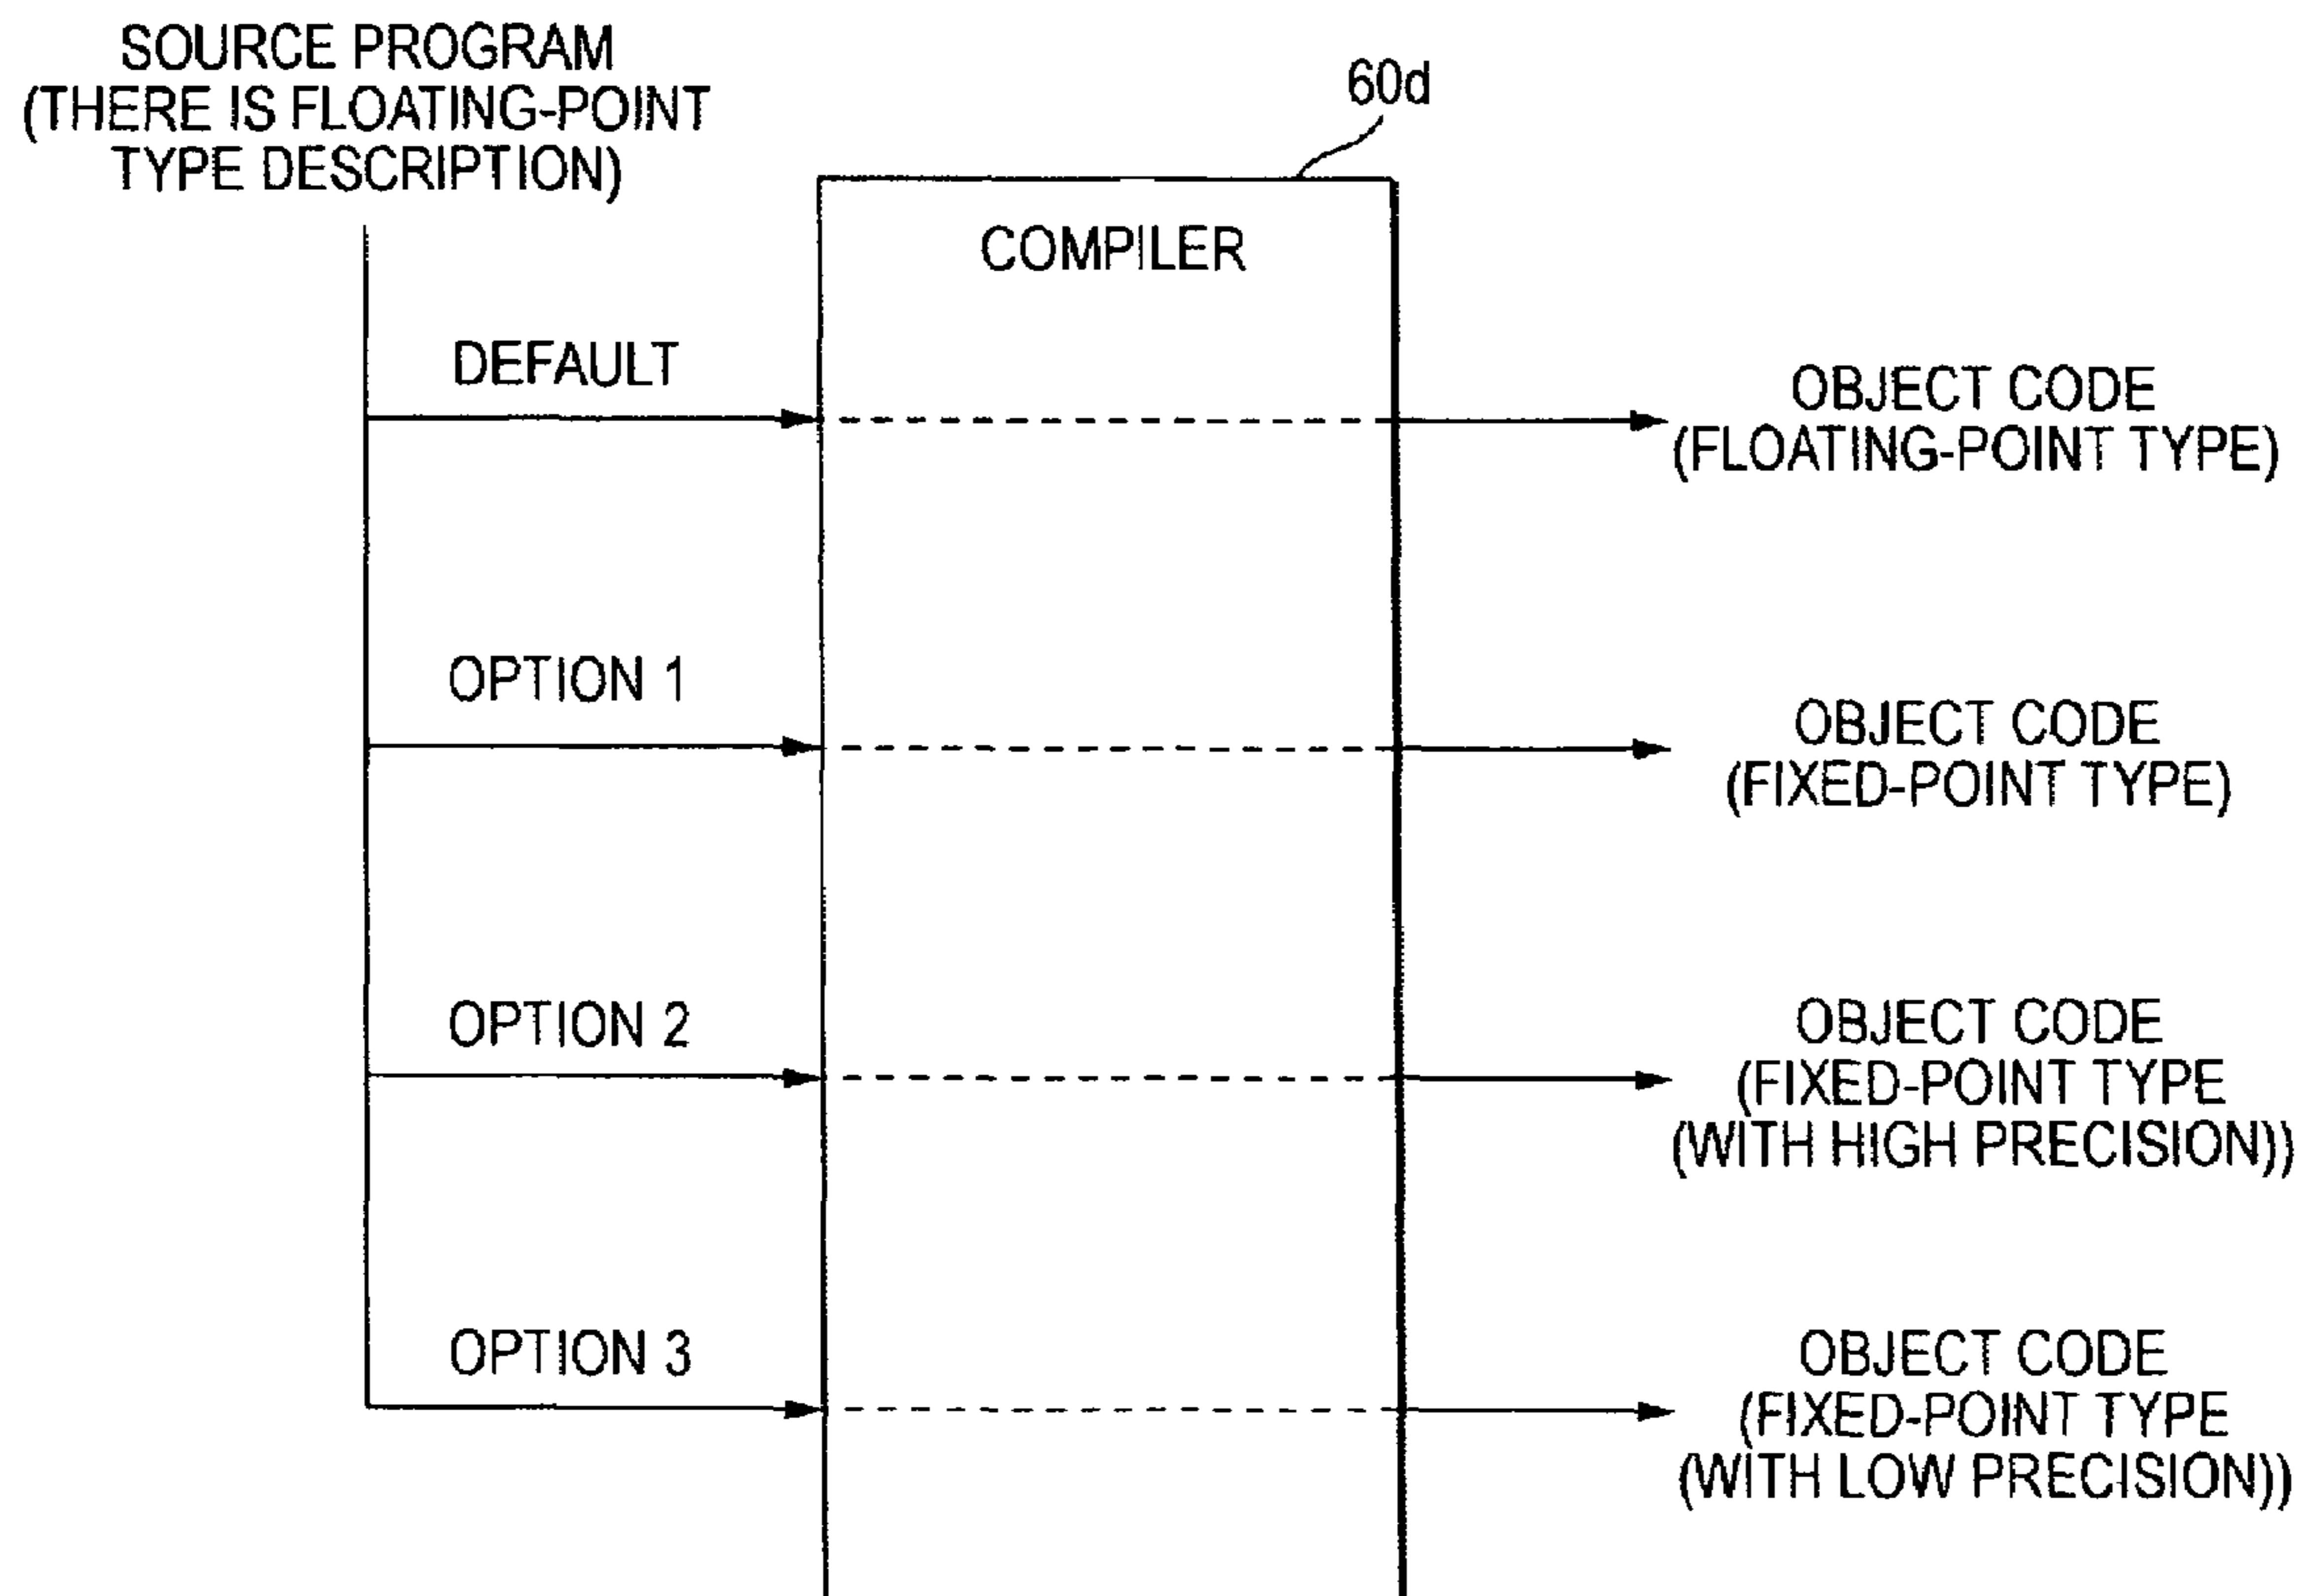 SOURCE PROGRAM
(THERE IS FLOATING-POINT
TYPE DESCRIPTION)
60d
COMPILER
DEFAULT
OBJECT CODE
(FLOATING-POINT TYPE)
OPTION 1
OBJECT CODE
(FIXED-POINT TYPE)
OPTION 2
OBJECT CODE
(FIXED-POINT TYPE
(WITH HIGH PRECISION))
OPTION 3
OBJECT CODE
(FIXED-POINT TYPE
(WITH LOW PRECISION))